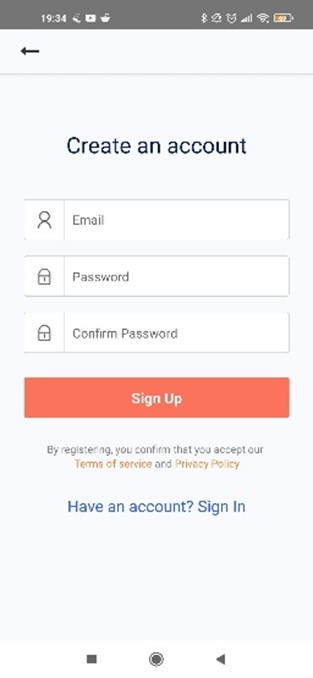 19:34
Create an account
Email
Password
Confirm Password
Sign Up
By registering, you confirm that you accept our
Terms of service and Privacy Policy
Have an account? Sign In